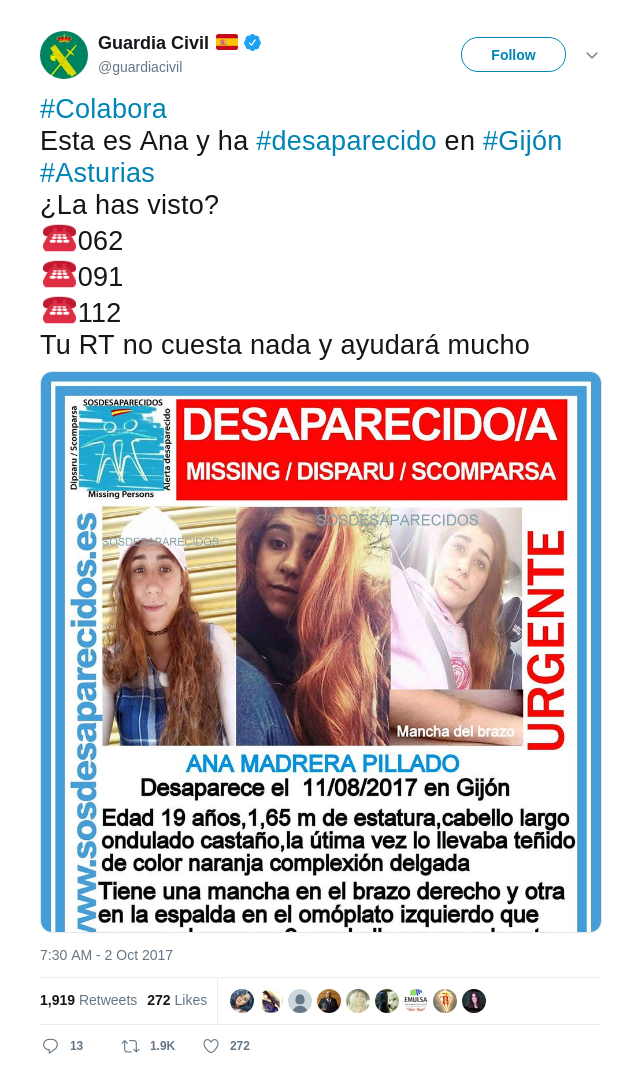 Guardia Civil
@guardiacivil
Follow
#Colabora
Esta es Ana y ha #desaparecido en #Gijón
#Asturias
¿La has visto?
☎062
☎091
☎112
Tu RT no cuesta nada y ayudará mucho
SOSDESAPARECIDOS
Disparu / Scomparsa
Alerta desaparecido
Missing Persons
DESAPARECIDO/A
MISSING / DISPARU / SCOMPARSA
www.sosdesaparecidos.es
SOSDESAPARECIDOS
SOSDESAPARECIDOS
Mancha del brazo
URGENTE
ANA MADRERA PILLADO
Desaparece el 11/08/2017 en Gijón
Edad 19 años,1,65 m de estatura,cabello largo
ondulado castaño,la útima vez lo llevaba teñido
de color naranja complexión delgada
Tiene una mancha en el brazo derecho y otra
en la espalda en el omóplato izquierdo que
7:30 AM - 2 Oct 2017
1,919 Retweets 272 Likes
EMULSA
13 1.9K 272